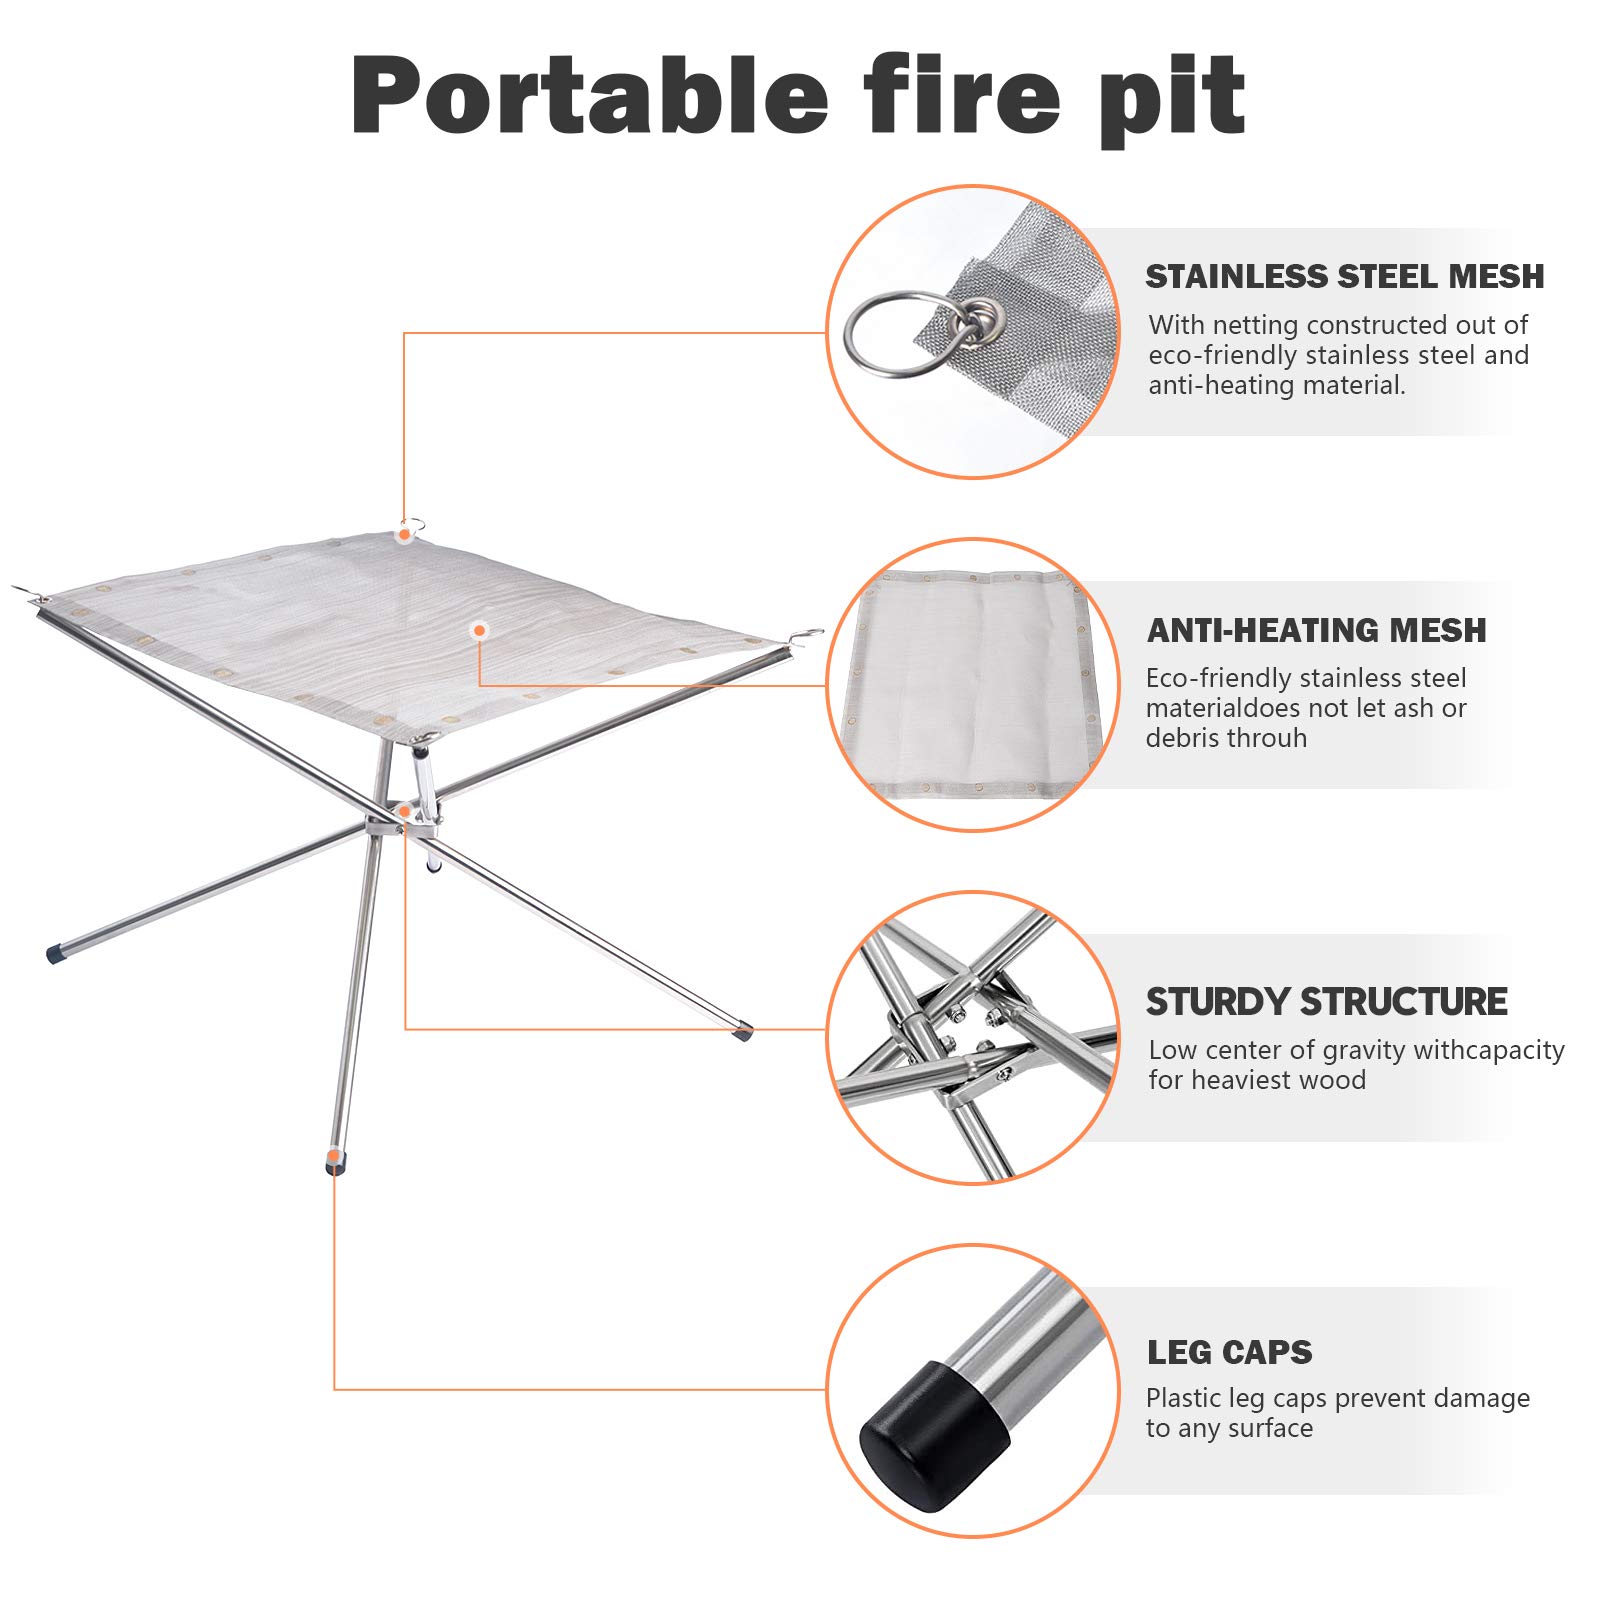 Portable fire pit
STAINLESS STEEL MESH
With netting constructed out of
eco-friendly stainless steel and
anti-heating material.
ANTI-HEATING MESH
Eco-friendly stainless steel
materialdoes not let ash or
debris throuh
STURDY STRUCTURE
Low center of gravity withcapacity
for heaviest wood
LEG CAPS
Plastic leg caps prevent damage
to any surface